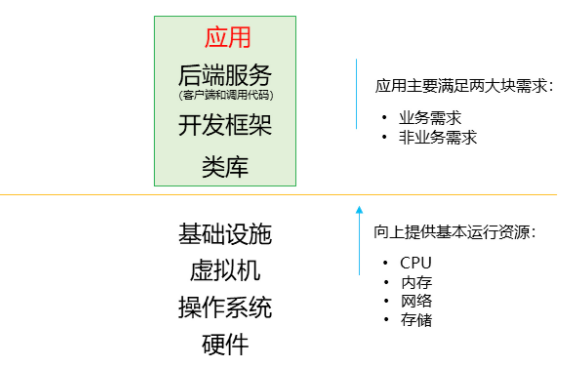 应用
后端服务
(客户端和调用代码)
开发框架
类库
应用主要满足两大块需求：
• 业务需求
• 非业务需求
基础设施
虚拟机
操作系统
硬件
向上提供基本运行资源：
• CPU
• 内存
• 网络
• 存储